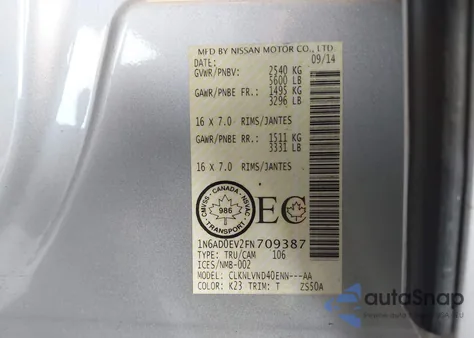 MFD BY NISSAN MOTOR CO., LTD.
DATE: 09/14
GVWR/PNBV: 2540 KG
5600 LB
GAWR/PNBE FR.: 1495 KG
3296 LB
16 X 7.0 RIMS/JANTES
GAWR/PNBE RR.: 1511 KG
3331 LB
16 X 7.0 RIMS/JANTES
CANADA
CMVSS NSVAC
986
TRANSPORT
EC
1N6AD0EV2FN709387
TYPE: TRU/CAM 106
ICES/NMB-002
CLKNLVND40ENN---AA
COLOR: K23 TRIM: T ZS50A
autoSnap